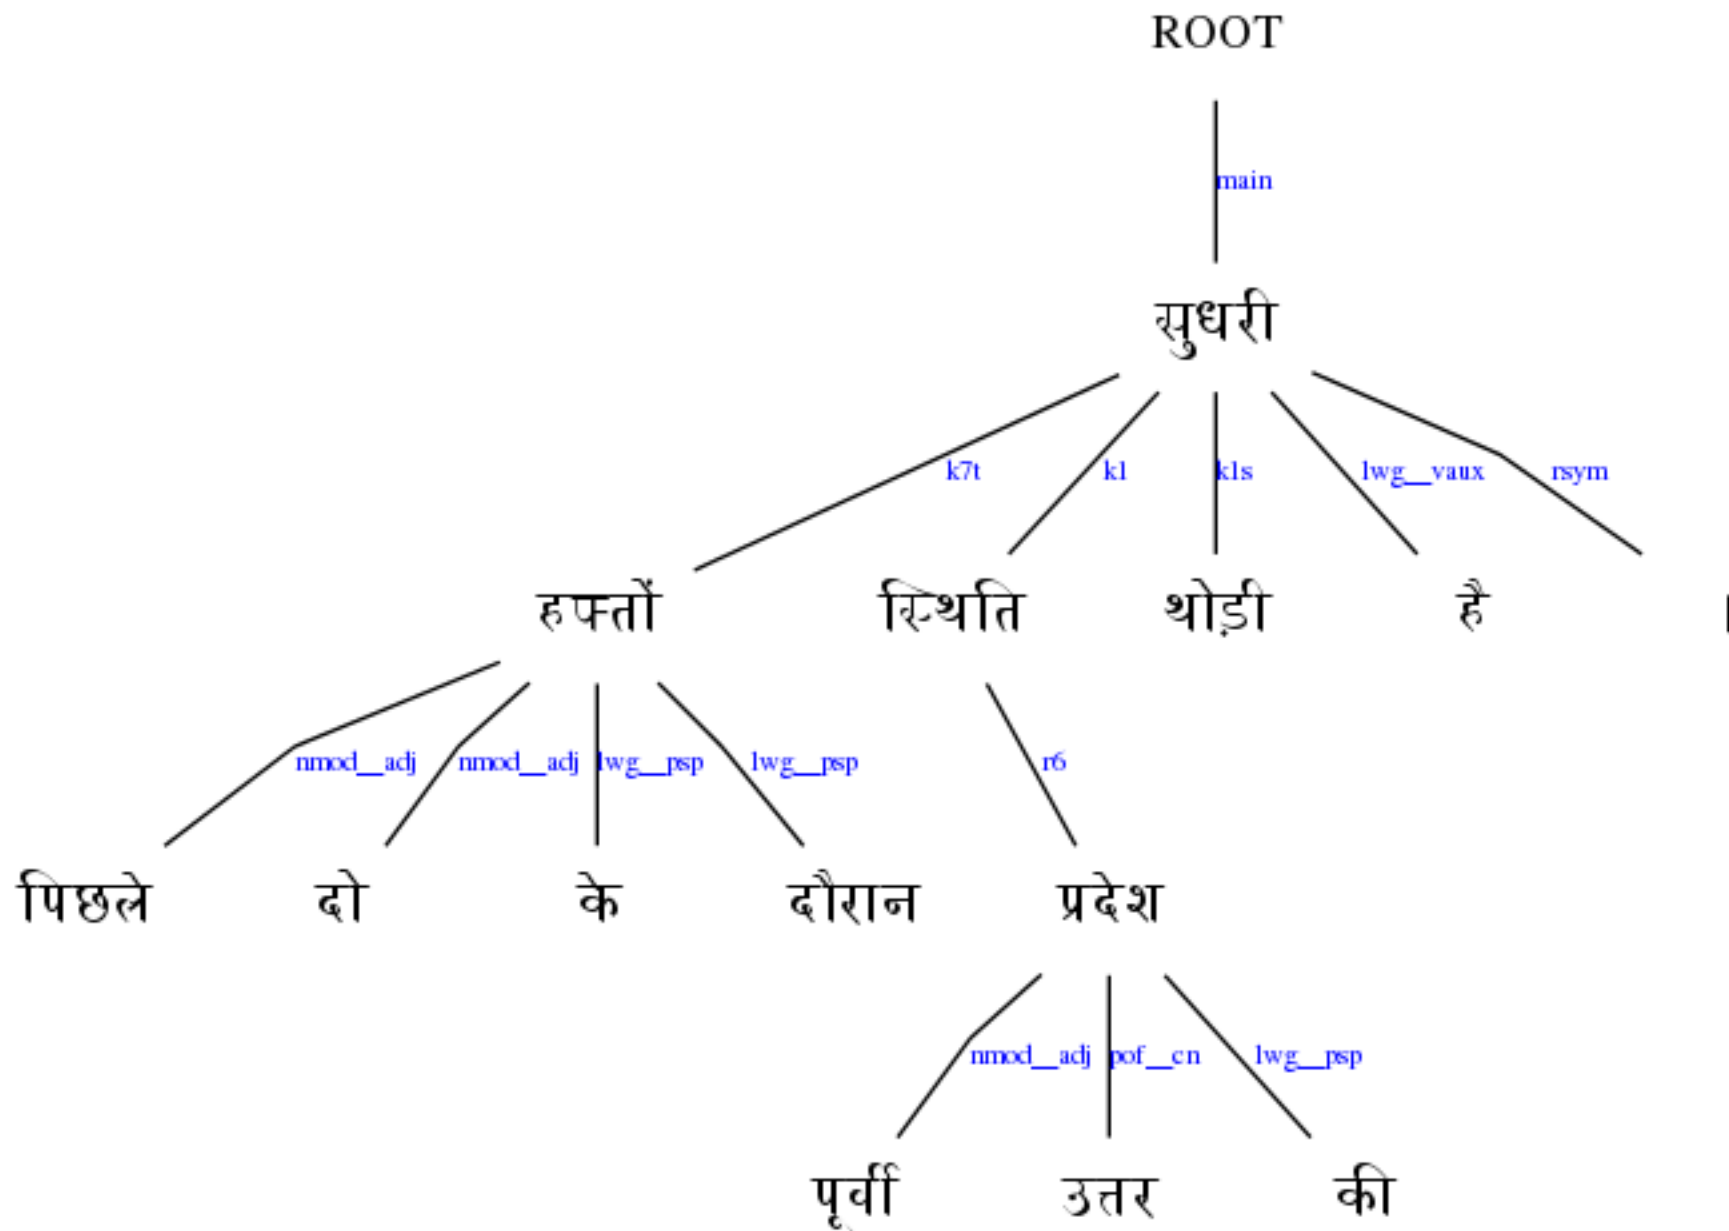 ROOT
main
सुधरी
k7t k1 k1s lwg__vaux rsym
हफ्तों स्थिति थोड़ी है ।
nmod__adj nmod__adj lwg__psp lwg__psp r6
पिछले दो के दौरान प्रदेश
nmod__adj pof__cn lwg__psp
पूर्वी उत्तर की